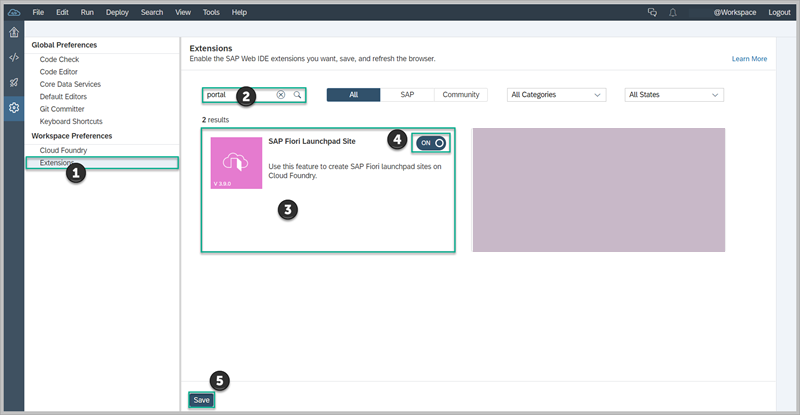 File Edit Run Deploy Search View Tools Help @Workspace Logout
Global Preferences
Code Check
Code Editor
Core Data Services
Default Editors
Git Committer
Keyboard Shortcuts
Workspace Preferences
Cloud Foundry
Extensions
1
Extensions
Enable the SAP Web IDE extensions you want, save, and refresh the browser.
Learn More
portal 2 All SAP Community All Categories All States
2 results
SAP Fiori Launchpad Site 4 ON
Use this feature to create SAP Fiori launchpad sites on
Cloud Foundry.
V 3.9.0
3
5
Save